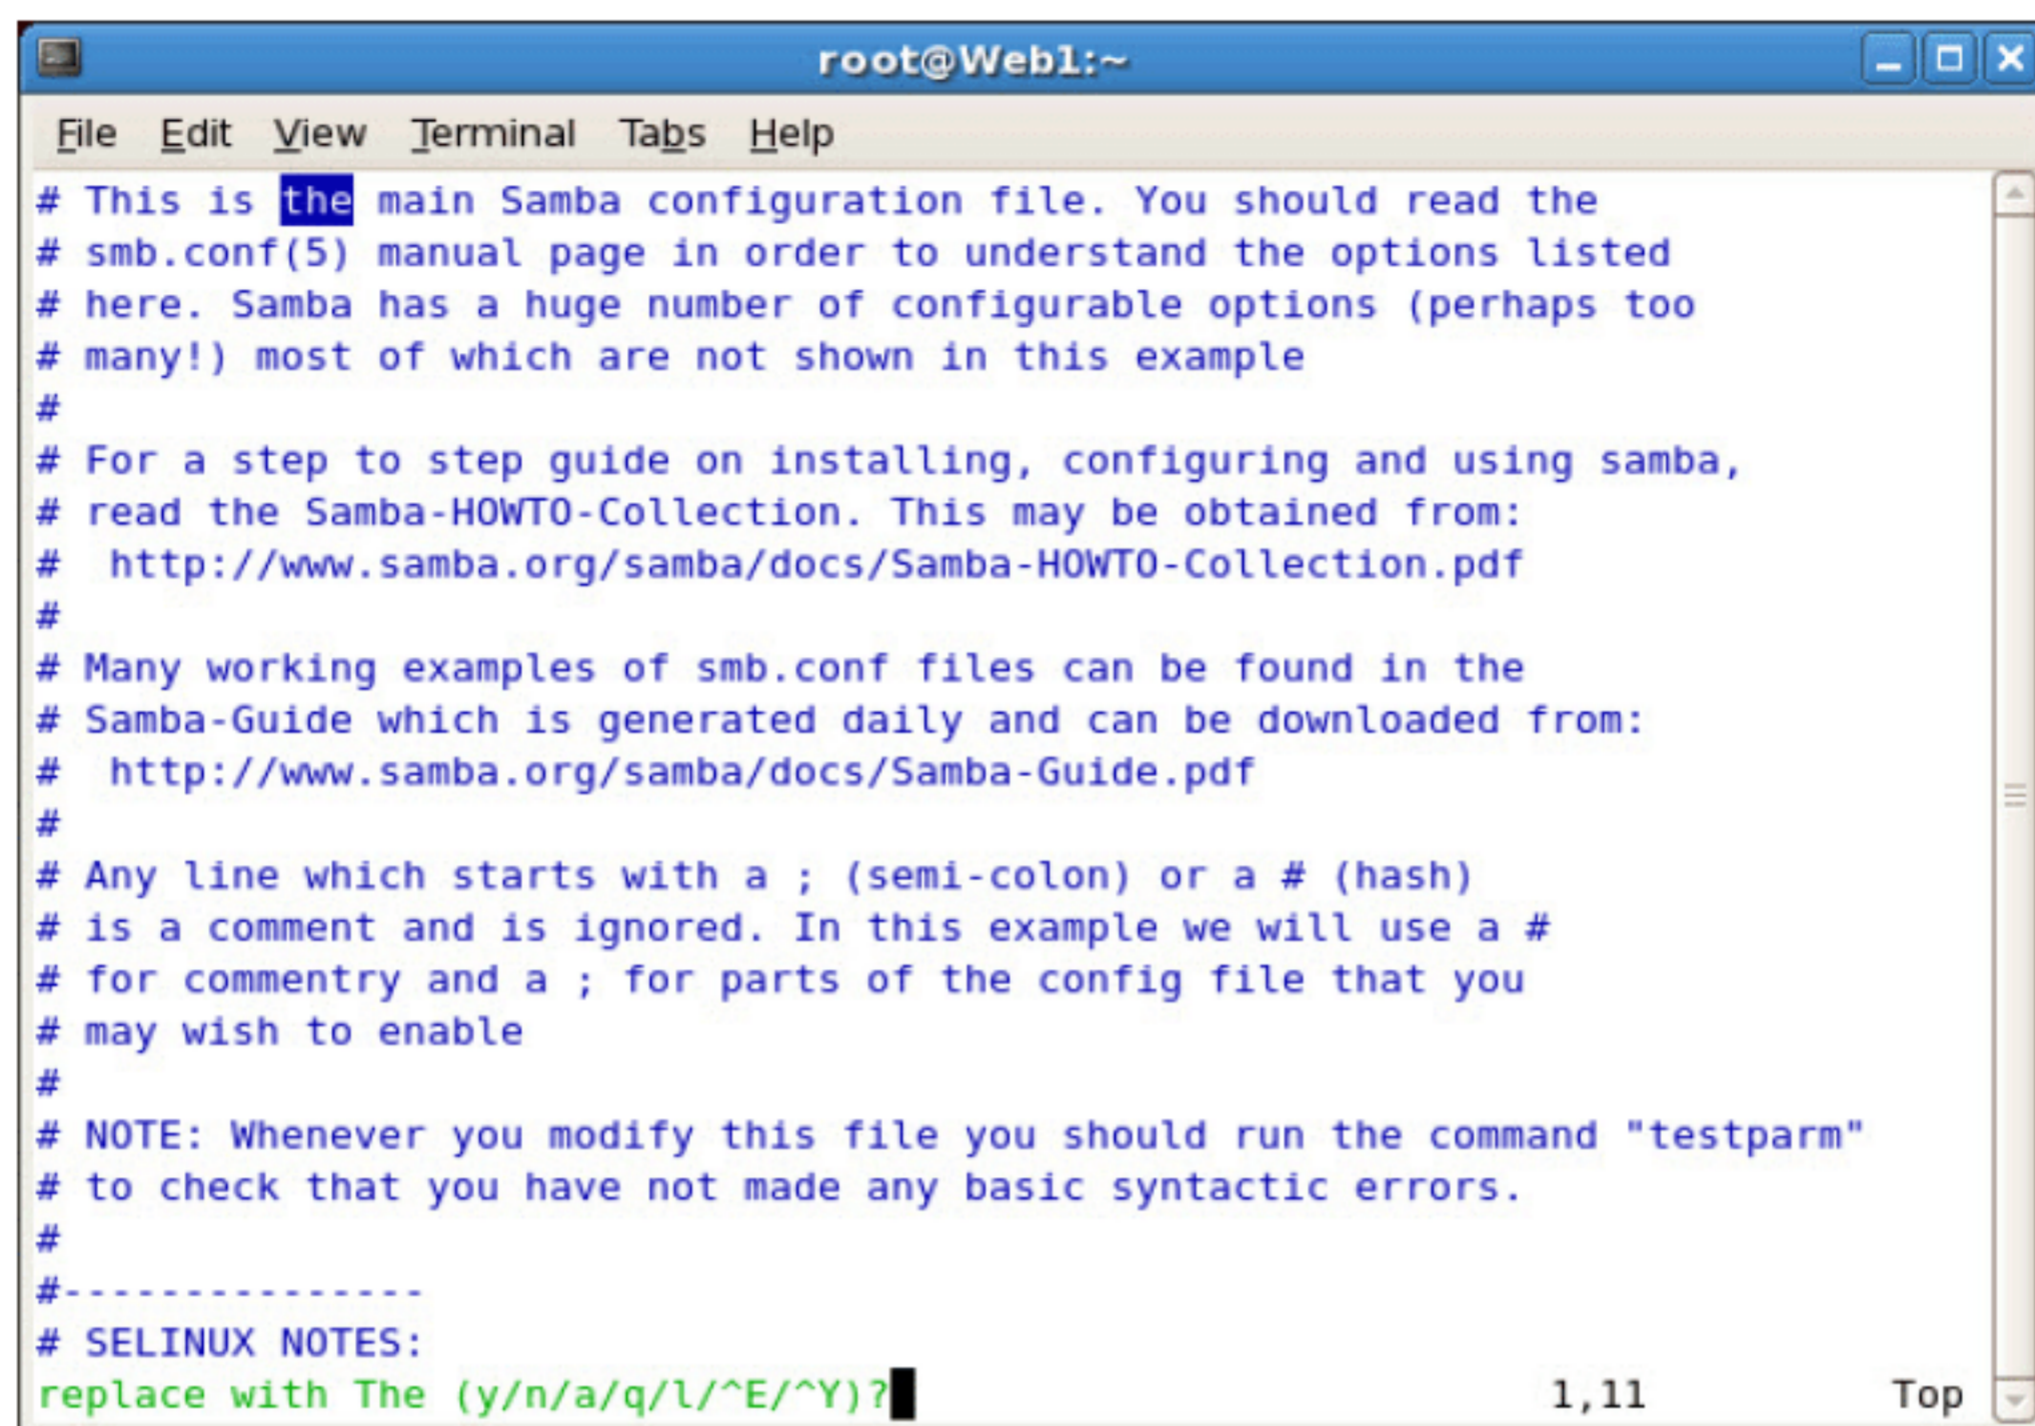 root@Web1:~
File Edit View Terminal Tabs Help
# This is the main Samba configuration file. You should read the
# smb.conf(5) manual page in order to understand the options listed
# here. Samba has a huge number of configurable options (perhaps too
# many!) most of which are not shown in this example
#
# For a step to step guide on installing, configuring and using samba,
# read the Samba-HOWTO-Collection. This may be obtained from:
#  http://www.samba.org/samba/docs/Samba-HOWTO-Collection.pdf
#
# Many working examples of smb.conf files can be found in the
# Samba-Guide which is generated daily and can be downloaded from:
#  http://www.samba.org/samba/docs/Samba-Guide.pdf
#
# Any line which starts with a ; (semi-colon) or a # (hash)
# is a comment and is ignored. In this example we will use a #
# for commentry and a ; for parts of the config file that you
# may wish to enable
#
# NOTE: Whenever you modify this file you should run the command "testparm"
# to check that you have not made any basic syntactic errors.
#
#---------------
# SELINUX NOTES:
replace with The (y/n/a/q/l/^E/^Y)? 1,11 Top